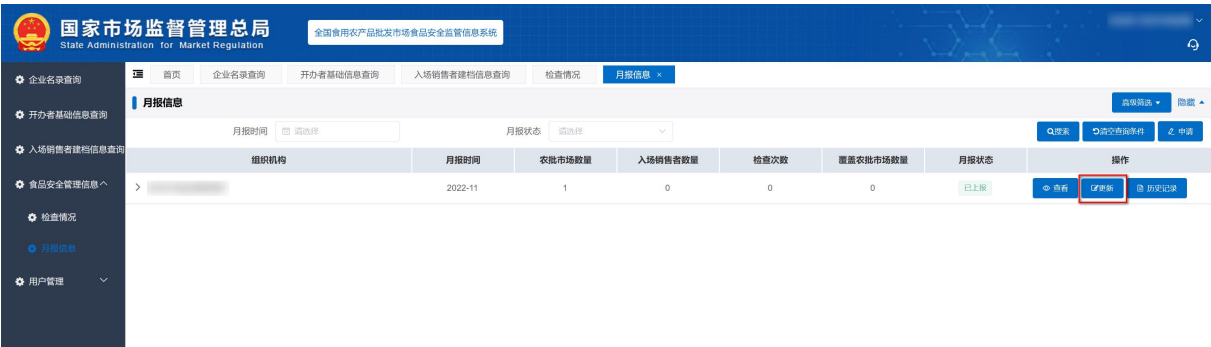 国家市场监督管理总局
State Administration for Market Regulation
全国食用农产品批发市场食品安全监管信息系统
企业名录查询
开办者基础信息查询
入场销售者建档信息查询
食品安全管理信息
检查情况
月报信息
用户管理
首页 企业名录查询 开办者基础信息查询 入场销售者建档信息查询 检查情况 月报信息 ×
月报信息 高级筛选 隐藏
月报时间 请选择 月报状态 请选择 搜索 清空查询条件 申请
组织机构 月报时间 农批市场数量 入场销售者数量 检查次数 覆盖农批市场数量 月报状态 操作
2022-11 1 0 0 0 已上报 查看 更新 历史记录